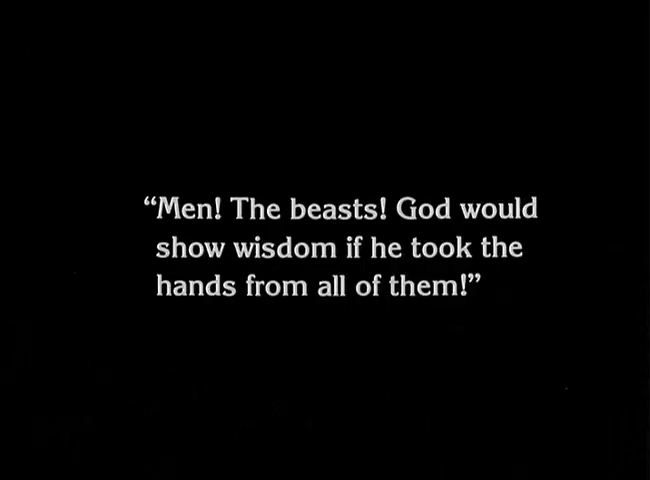 “Men! The beasts! God would
show wisdom if he took the
hands from all of them!”